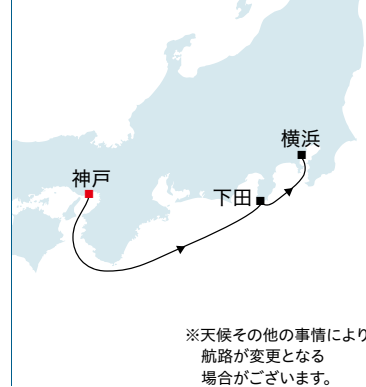 横浜
神戸
下田
※天候その他の事情により
航路が変更となる
場合がございます。